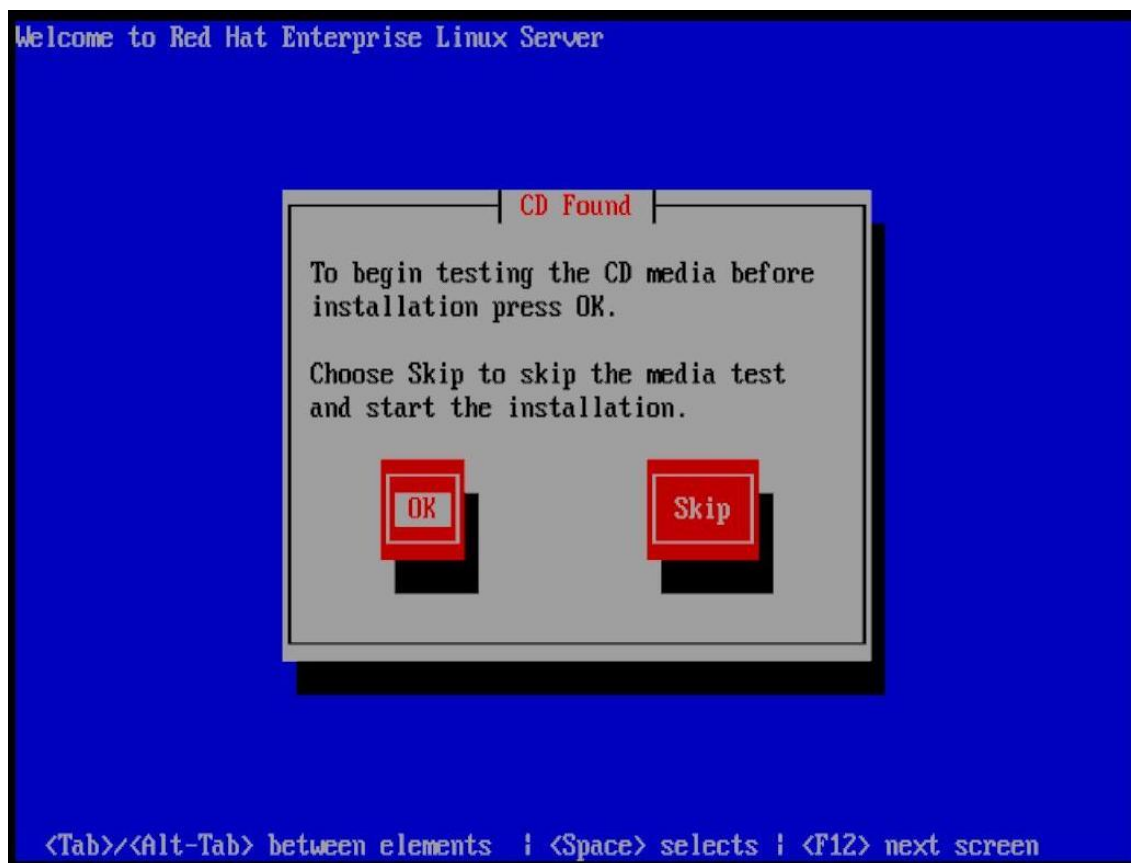 Welcome to Red Hat Enterprise Linux Server
CD Found
To begin testing the CD media before
installation press OK.
Choose Skip to skip the media test
and start the installation.
OK
Skip
<Tab>/<Alt-Tab> between elements | <Space> selects | <F12> next screen